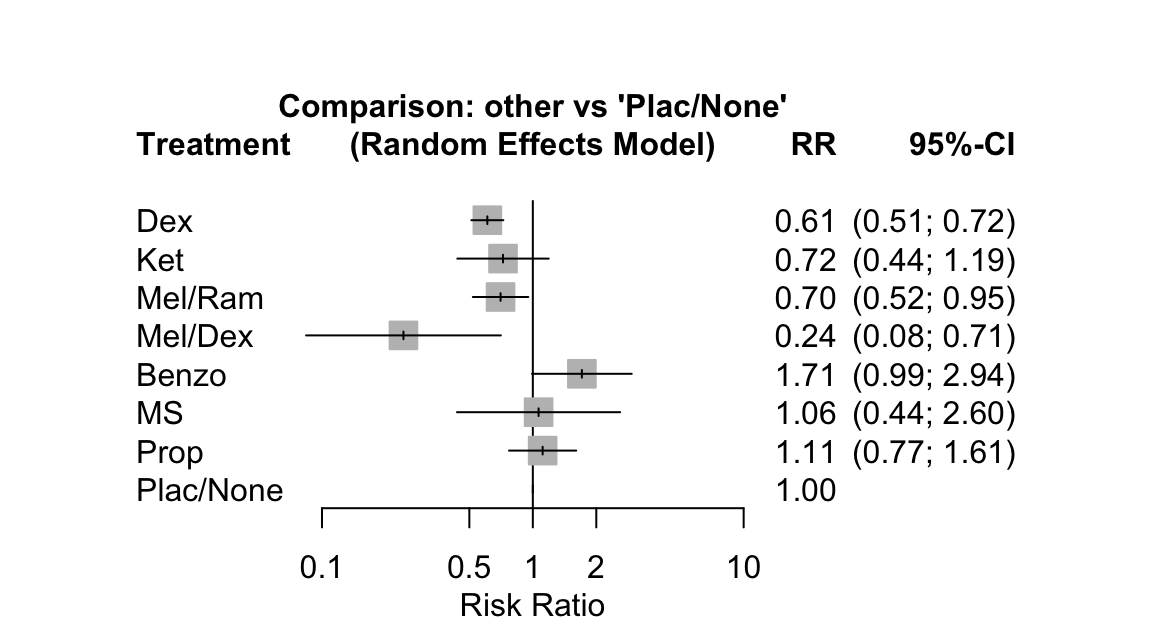 Comparison: other vs 'Plac/None'
Treatment (Random Effects Model) RR 95%-CI
Dex 0.61 (0.51; 0.72)
Ket 0.72 (0.44; 1.19)
Mel/Ram 0.70 (0.52; 0.95)
Mel/Dex 0.24 (0.08; 0.71)
Benzo 1.71 (0.99; 2.94)
MS 1.06 (0.44; 2.60)
Prop 1.11 (0.77; 1.61)
Plac/None 1.00
0.1 0.5 1 2 10
Risk Ratio